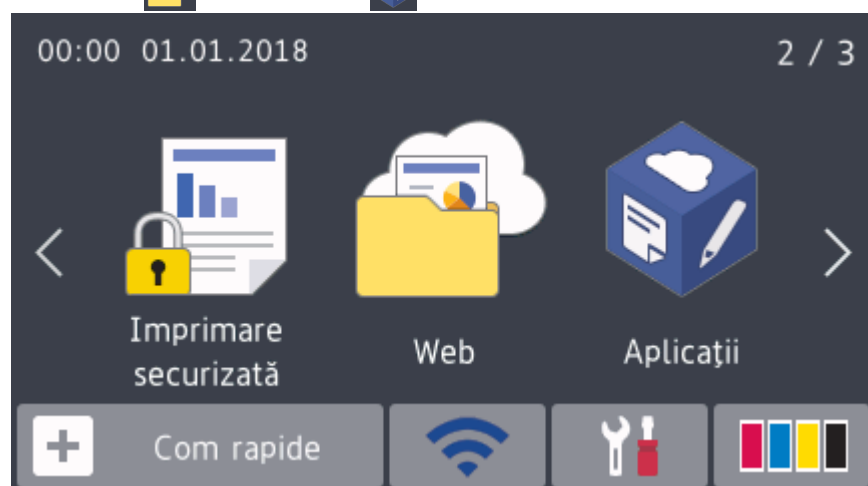 00:00 01.01.2018 2 / 3
Imprimare
securizată
Web
Aplicații
Com rapide